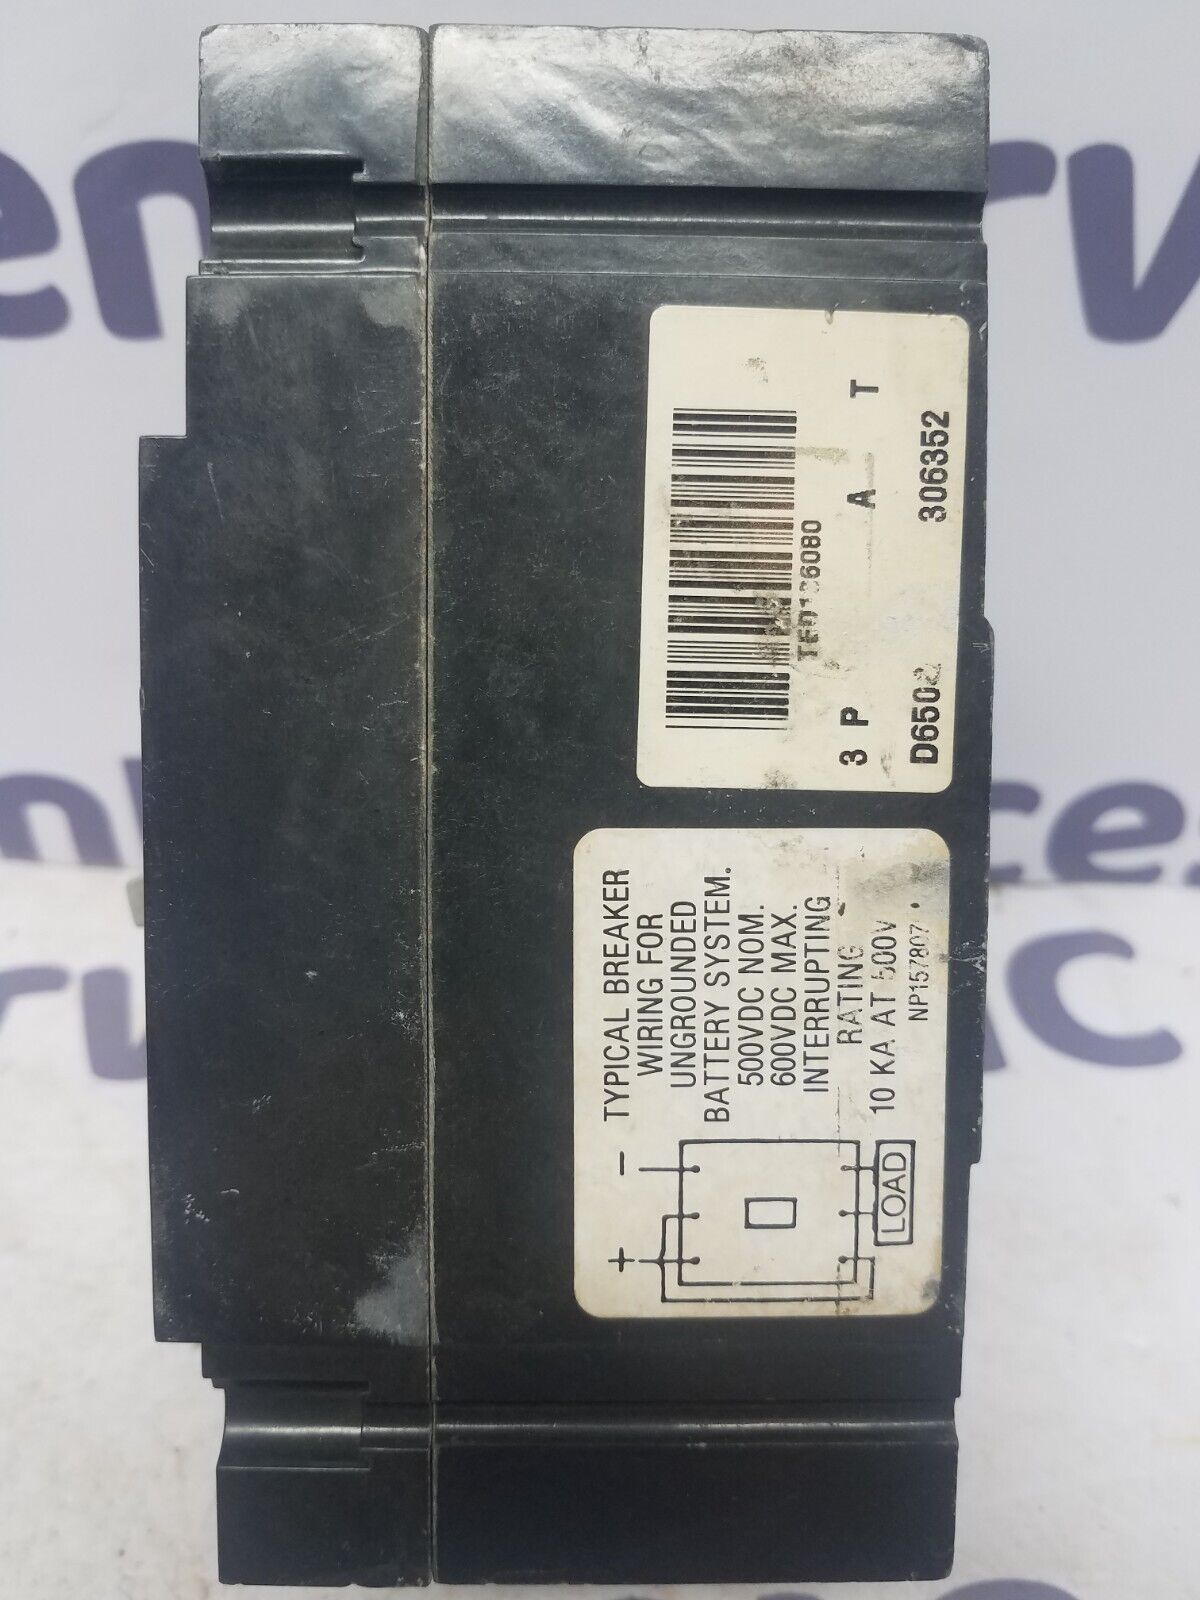 TED136080
3 P A T
D6502 306352
TYPICAL BREAKER
WIRING FOR
UNGROUNDED
BATTERY SYSTEM.
500VDC NOM.
600VDC MAX.
INTERRUPTING
RATING
10 KA AT 500V
NP157807
+ −
LOAD